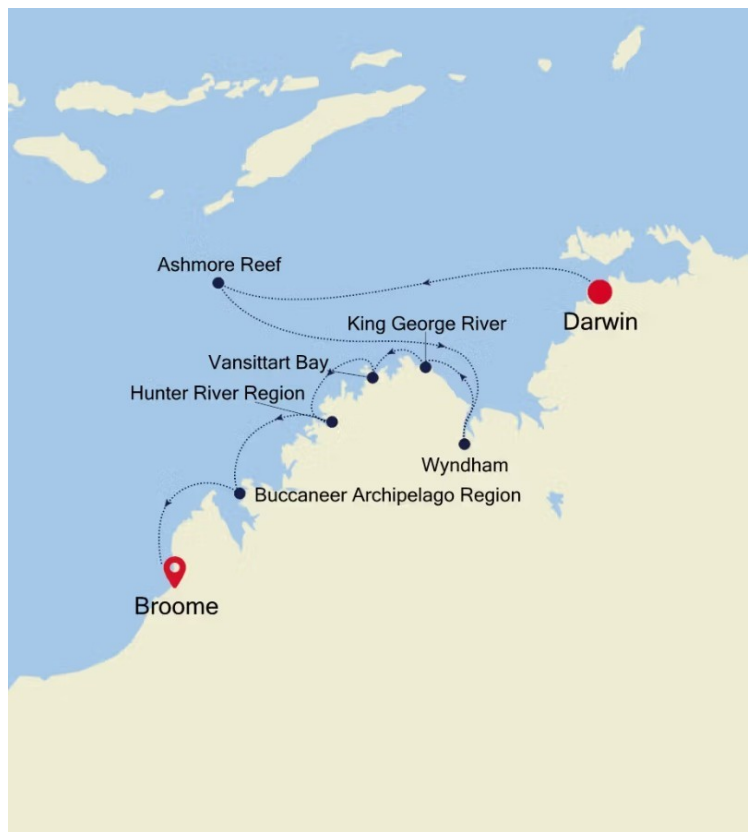 Ashmore Reef
Darwin
King George River
Vansittart Bay
Hunter River Region
Wyndham
Buccaneer Archipelago Region
Broome